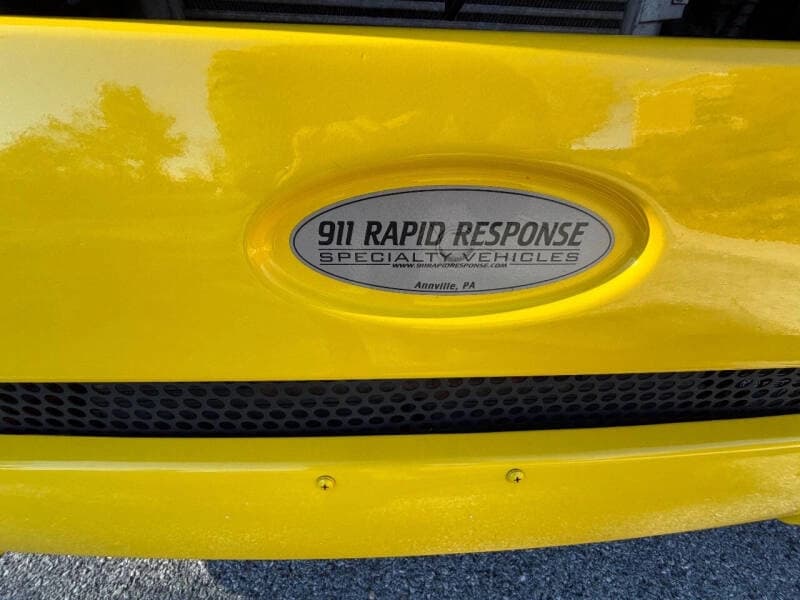 911 RAPID RESPONSE
SPECIALTY VEHICLES
WWW.911RAPIDRESPONSE.COM
Annville, PA